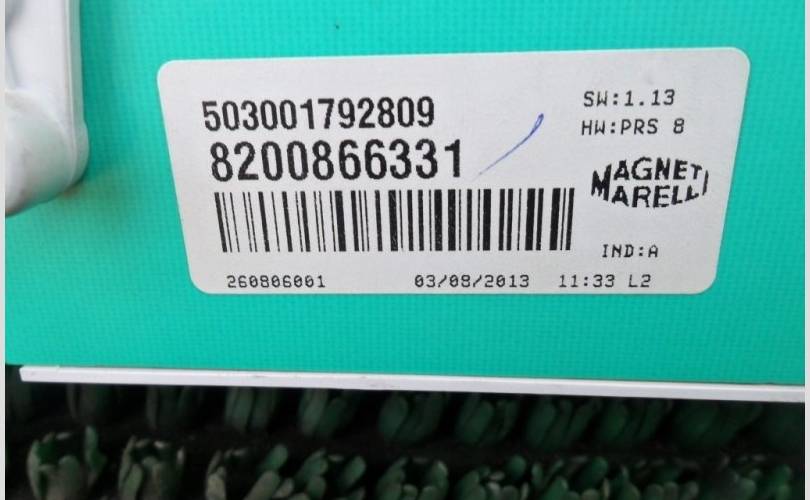 503001792809
8200866331
SW:1.13
HW:PRS 8
MAGNETI
MARELLI
IND:A
260806001 03/08/2013 11:33 L2